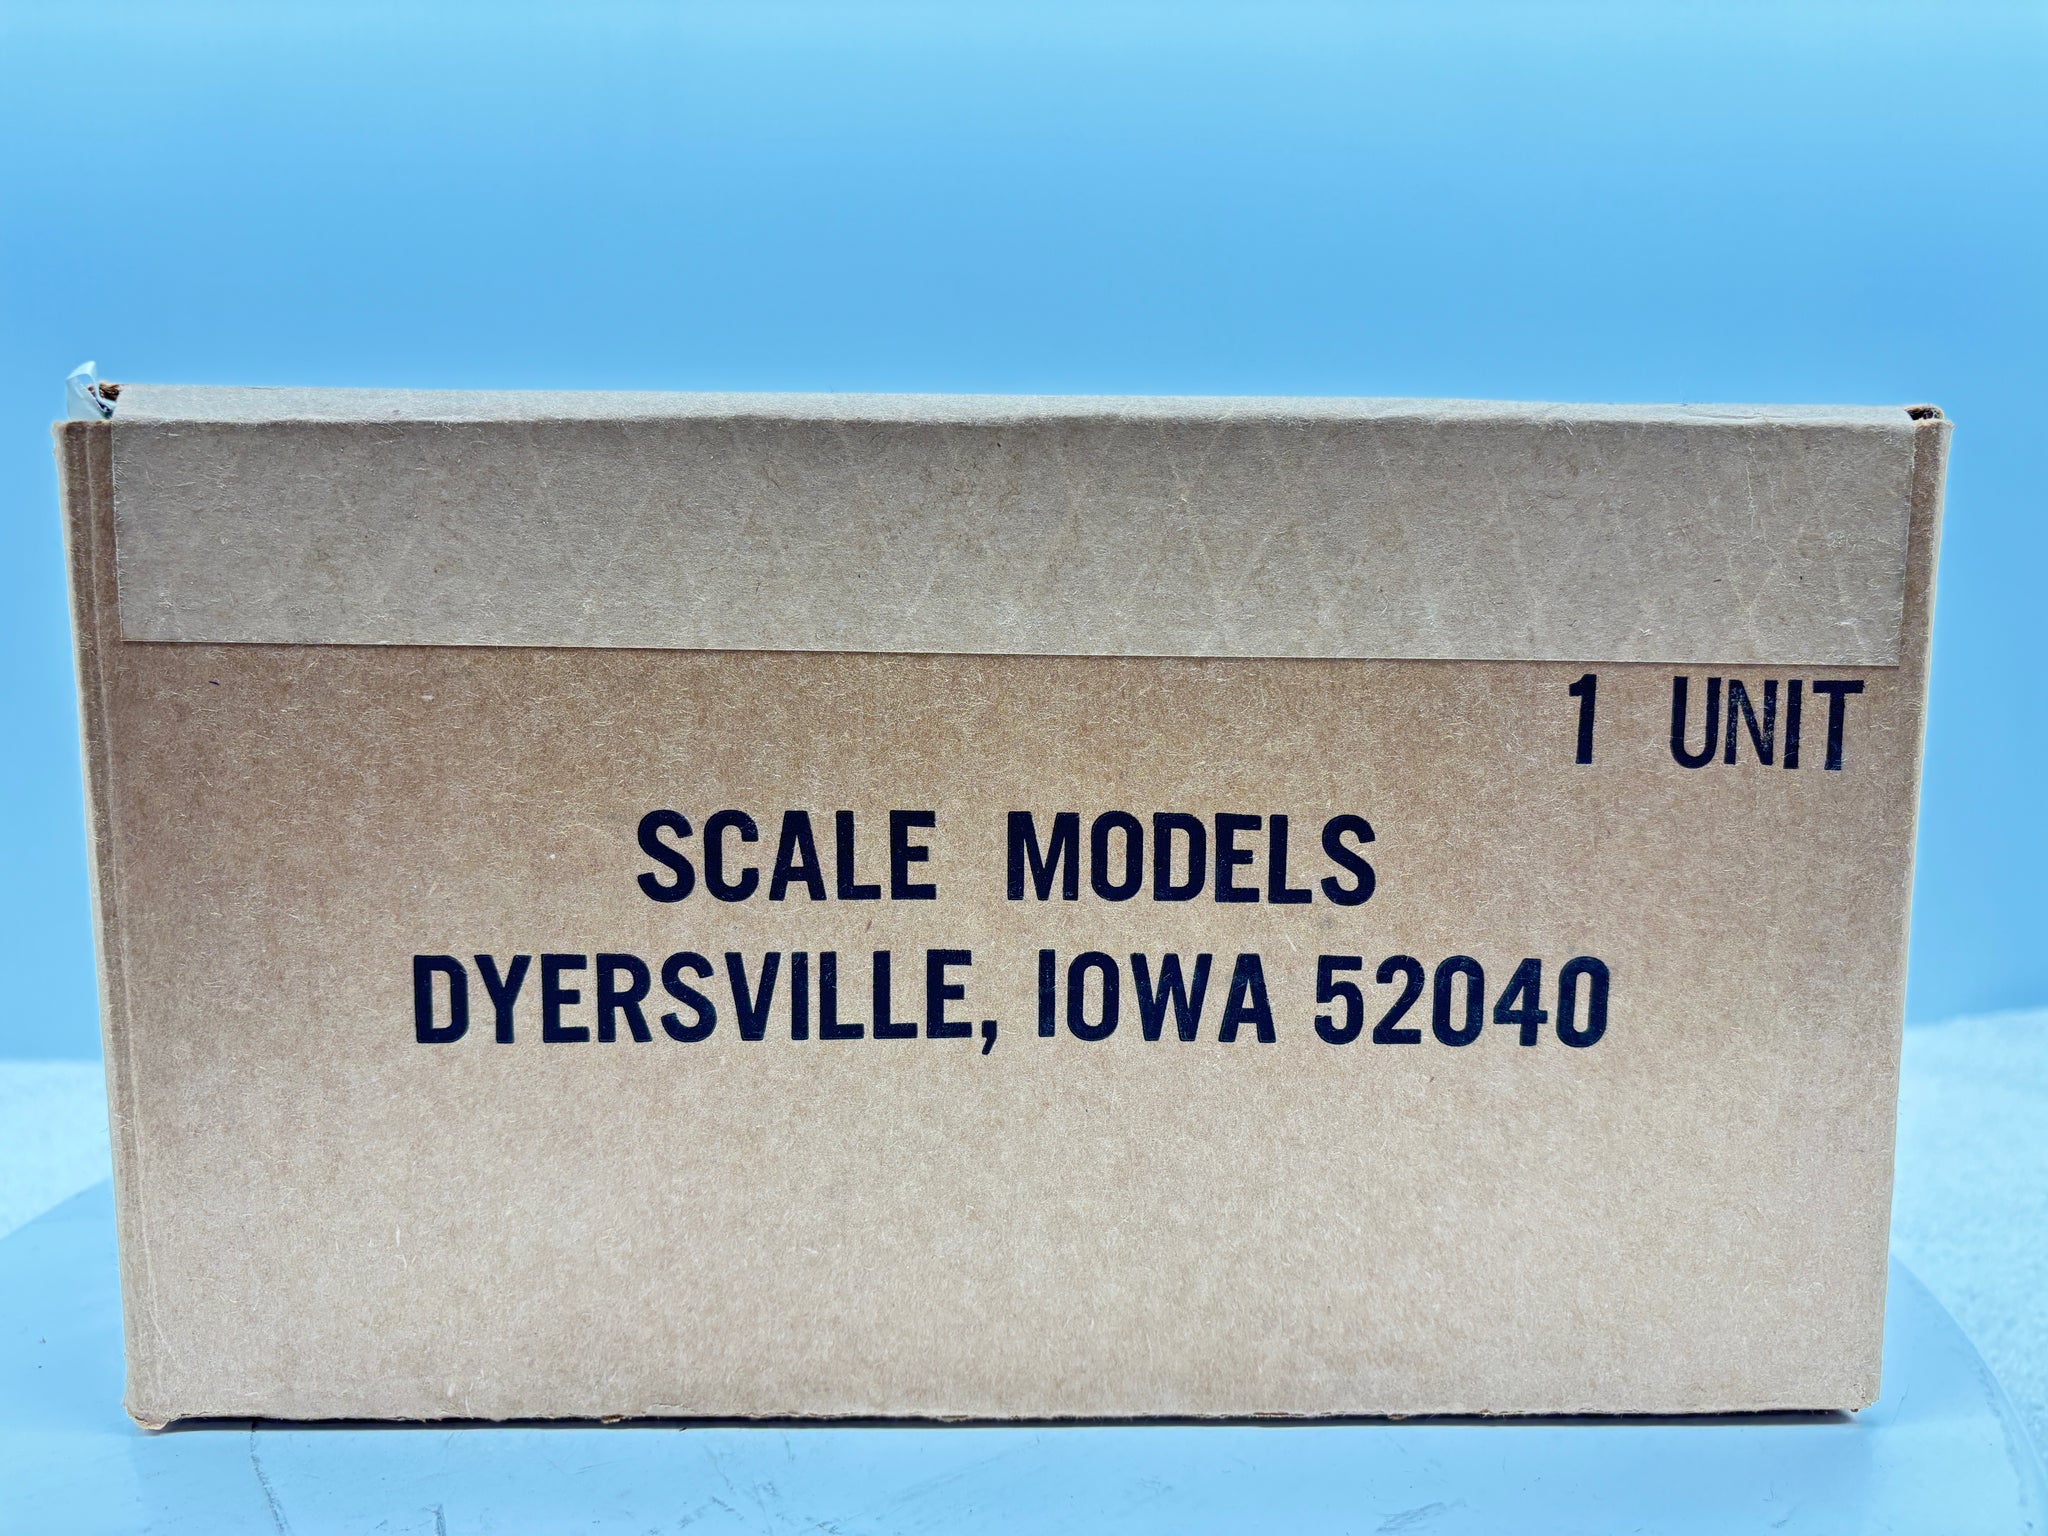 1 UNIT
SCALE MODELS
DYERSVILLE, IOWA 52040